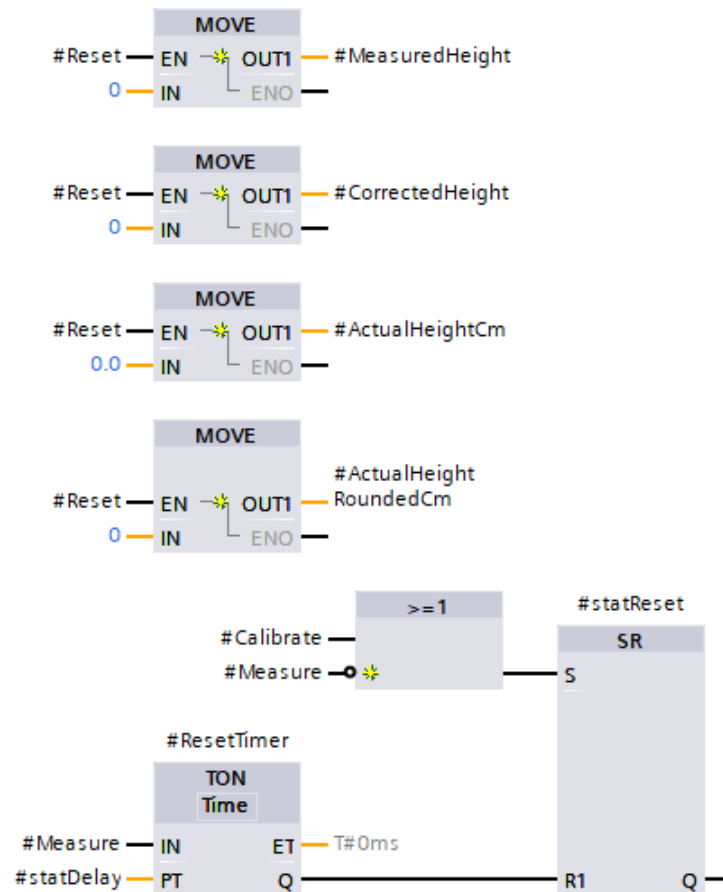 MOVE
#Reset EN OUT1 #MeasuredHeight
0 IN ENO
MOVE
#Reset EN OUT1 #CorrectedHeight
0 IN ENO
MOVE
#Reset EN OUT1 #ActualHeightCm
0.0 IN ENO
MOVE
#ActualHeight
#Reset EN OUT1 RoundedCm
0 IN ENO
>=1 #statReset
#Calibrate SR
#Measure S
#ResetTimer
TON
Time
#Measure IN ET T#0ms
#statDelay PT Q R1 Q